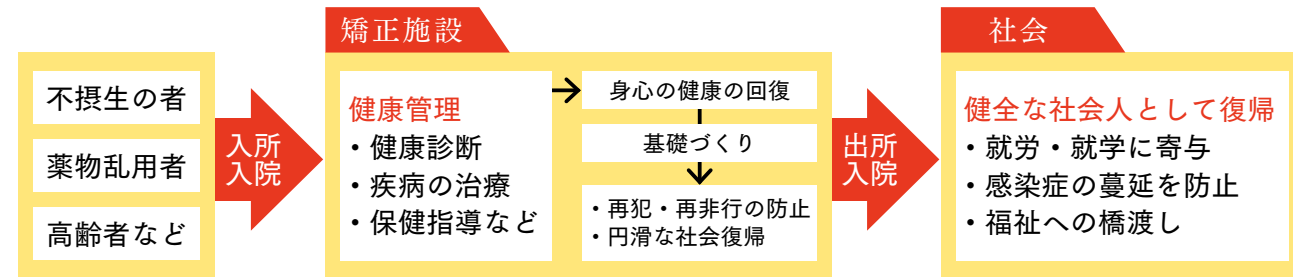 不摂生の者
薬物乱用者
高齢者など
入所
入院
矯正施設
健康管理
・健康診断
・疾病の治療
・保健指導など
身心の健康の回復
基礎づくり
・再犯・再非行の防止
・円滑な社会復帰
出所
入院
社会
健全な社会人として復帰
・就労・就学に寄与
・感染症の蔓延を防止
・福祉への橋渡し